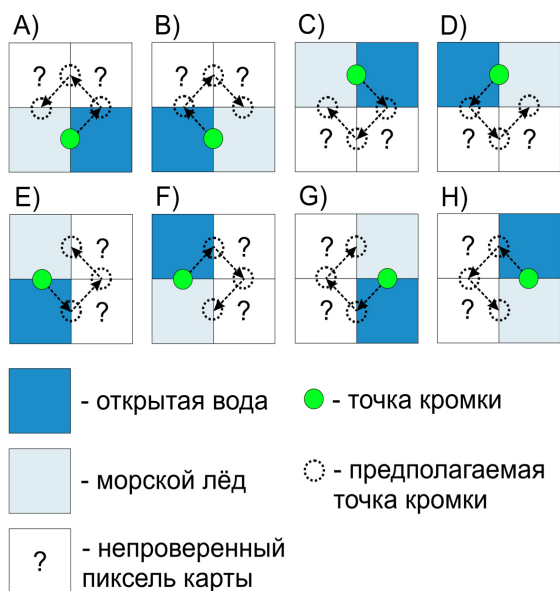 A) B) C) D)
? ? ? ?
? ? ? ?
E) F) G) H)
? ? ? ?
? ? ? ?
- открытая вода
- точка кромки
- морской лёд
- предполагаемая
точка кромки
? - непроверенный
пиксель карты